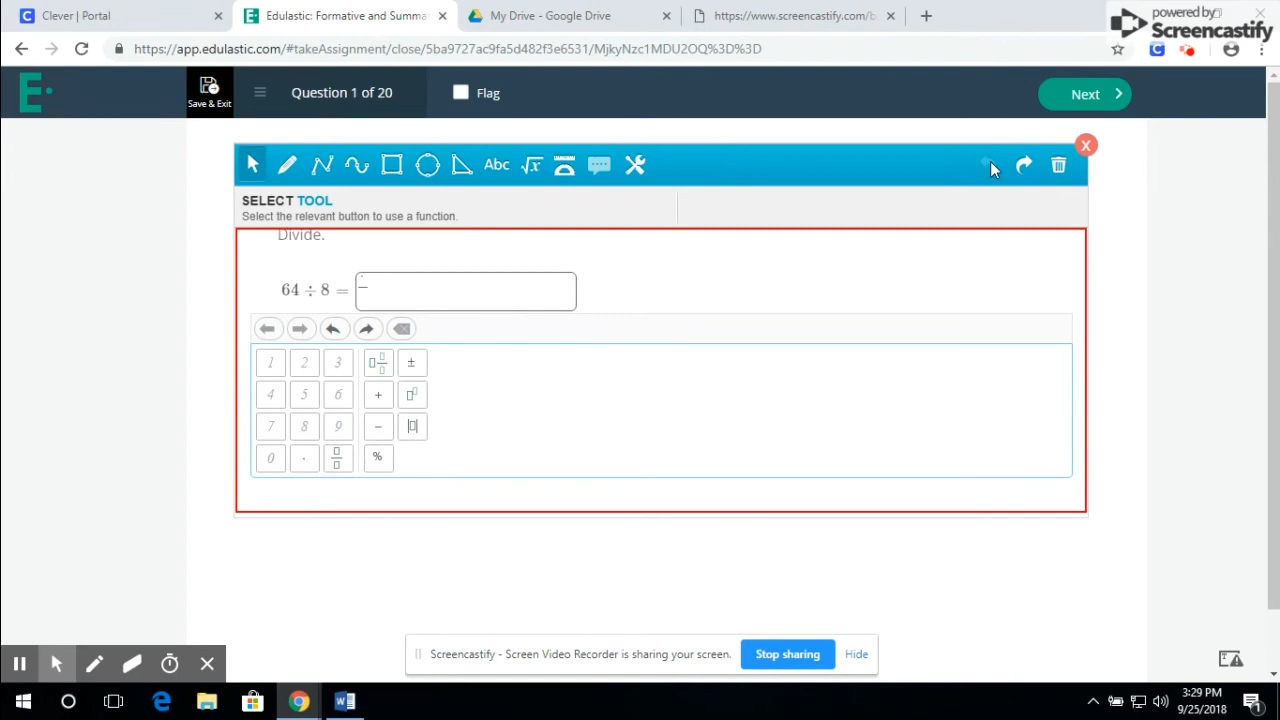 Clever | Portal
Edulastic: Formative and Summa
My Drive - Google Drive
https://www.screencastify.com/b
powered by
Screencastify
https://app.edulastic.com/#takeAssignment/close/5ba9727ac9fa5d482f3e6531/MjkyNzc1MDU2OQ%3D%3D
E
Save & Exit
Question 1 of 20
Flag
Next
X
Abc
SELECT TOOL
Select the relevant button to use a function.
Divide.
64 ÷ 8 =
1 2 3 ±
4 5 6 +
7 8 9 −
0 . %
Screencastify - Screen Video Recorder is sharing your screen.
Stop sharing
Hide
3:29 PM
9/25/2018
1